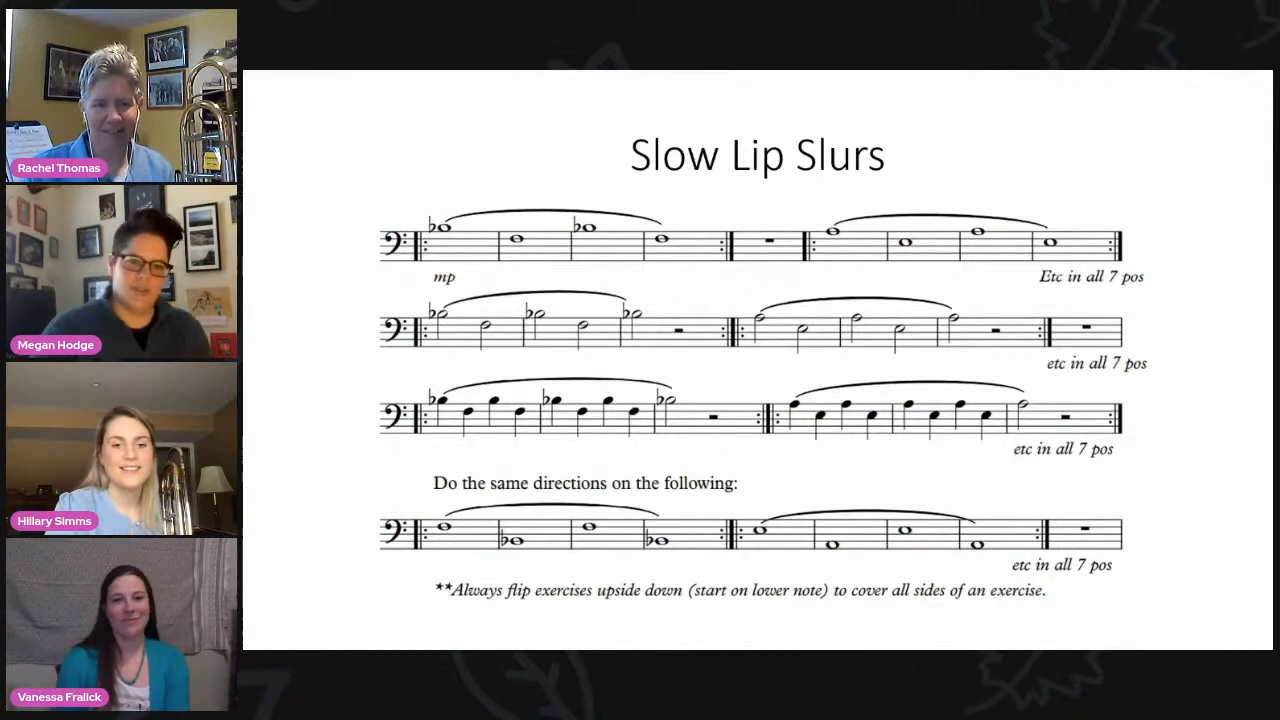 Rachel Thomas
Megan Hodge
Hillary Simms
Vanessa Fralick
Slow Lip Slurs
mp
Etc in all 7 pos
etc in all 7 pos
etc in all 7 pos
Do the same directions on the following:
etc in all 7 pos
**Always flip exercises upside down (start on lower note) to cover all sides of an exercise.